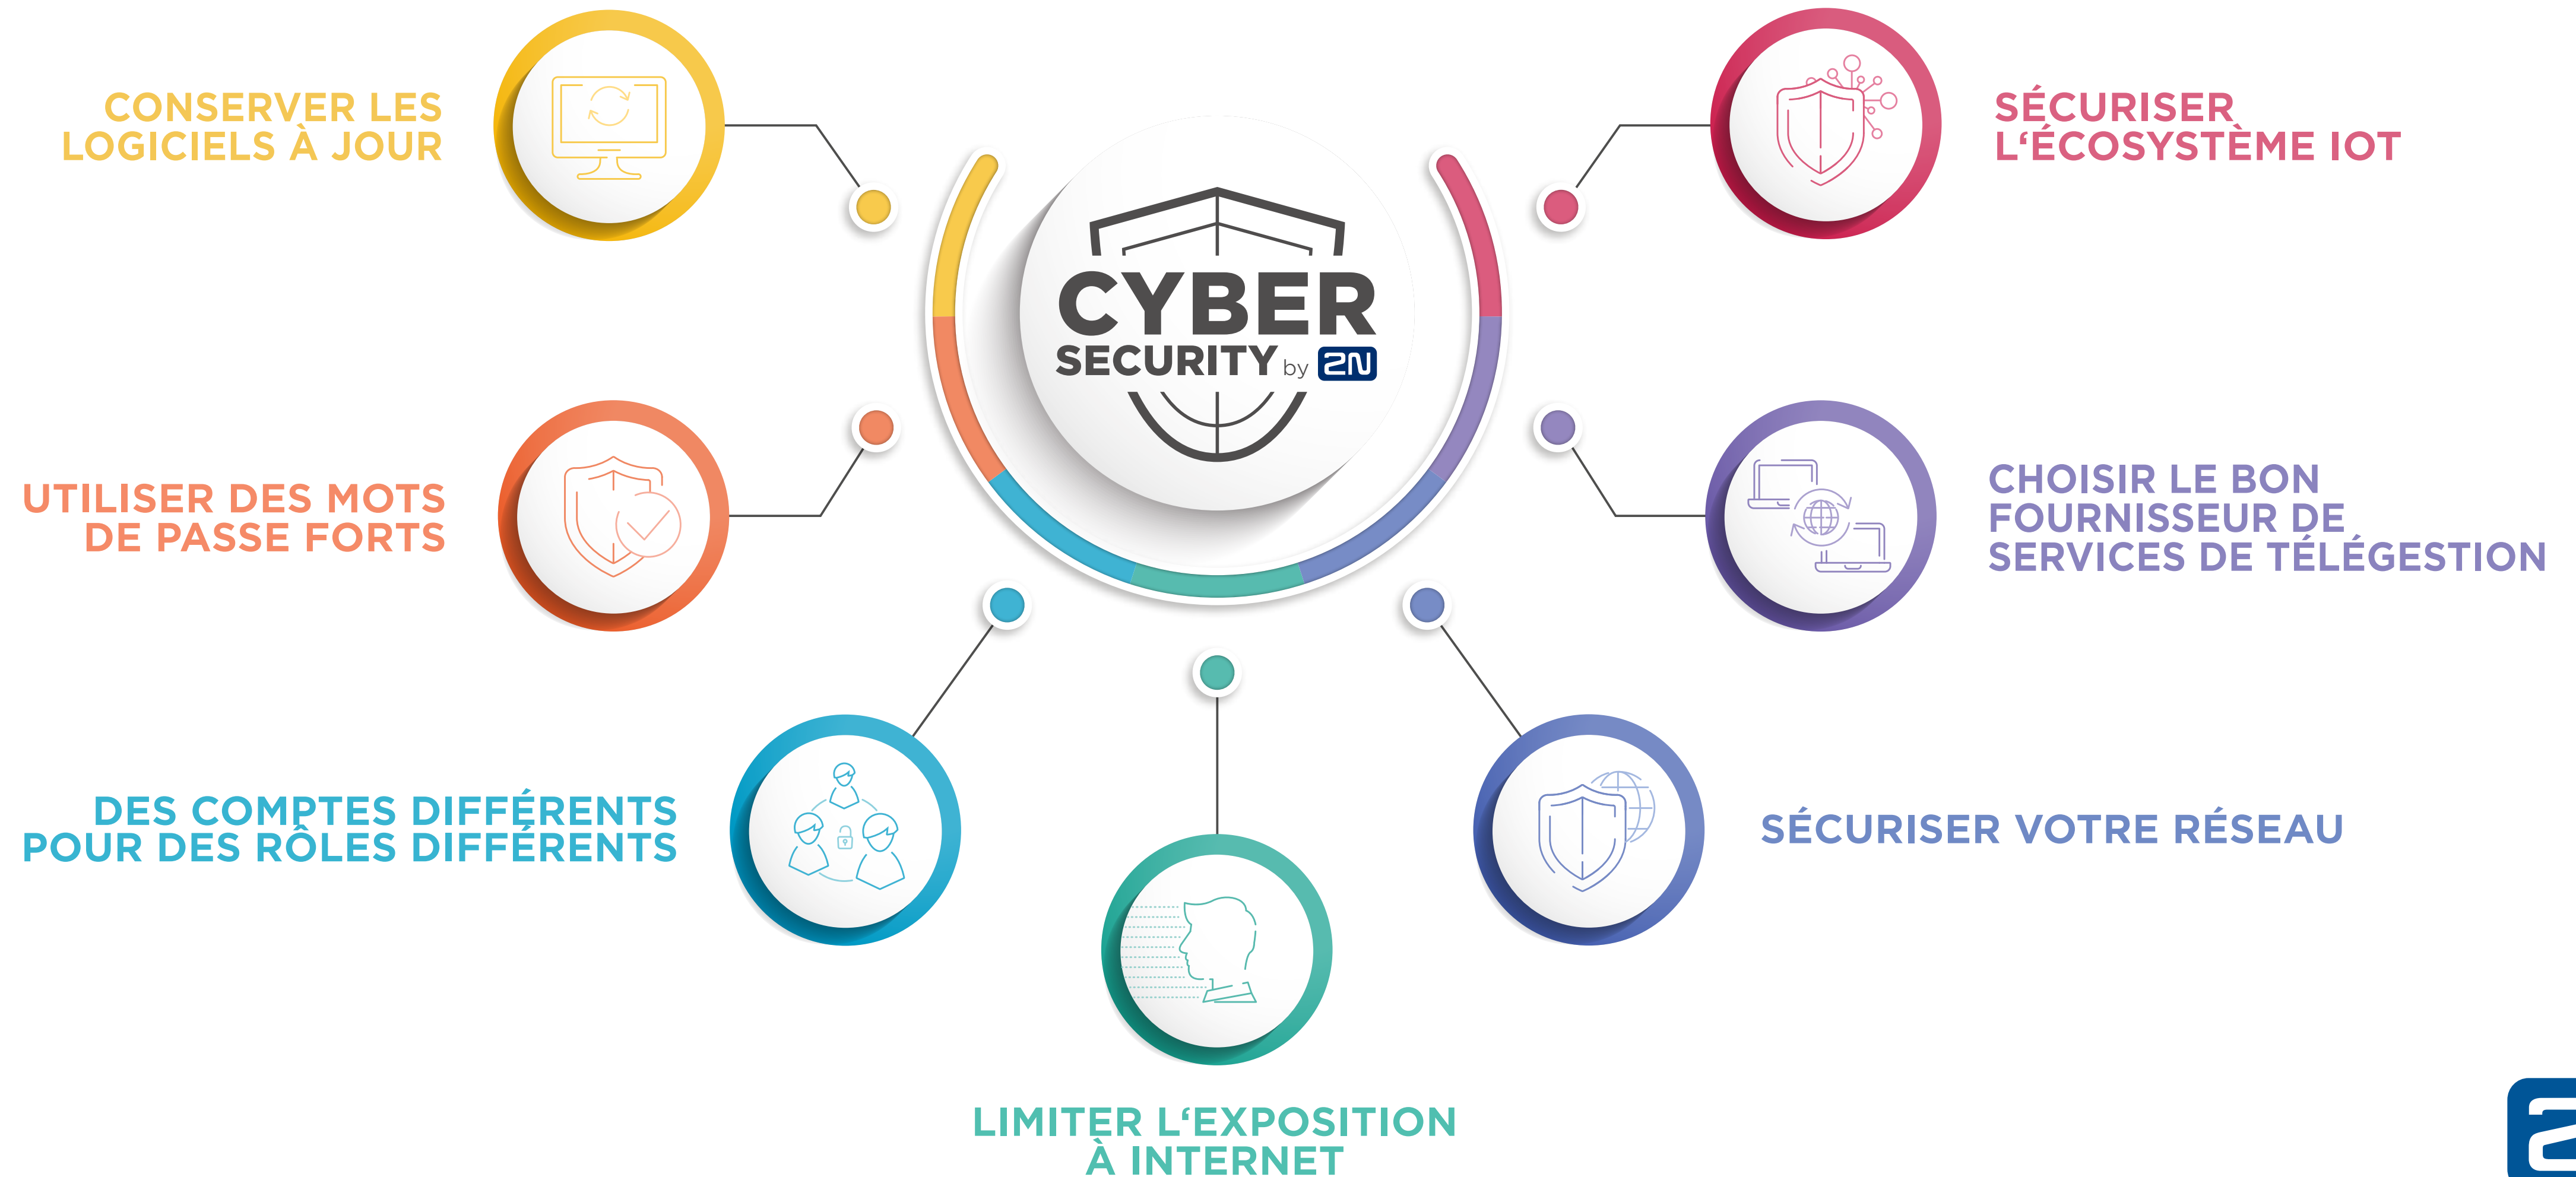 CONSERVER LES
LOGICIELS À JOUR
UTILISER DES MOTS
DE PASSE FORTS
DES COMPTES DIFFÉRENTS
POUR DES RÔLES DIFFÉRENTS
LIMITER L‘EXPOSITION
À INTERNET
CYBER
SECURITY by 2N
SÉCURISER
L‘ÉCOSYSTÈME IOT
CHOISIR LE BON
FOURNISSEUR DE
SERVICES DE TÉLÉGESTION
SÉCURISER VOTRE RÉSEAU